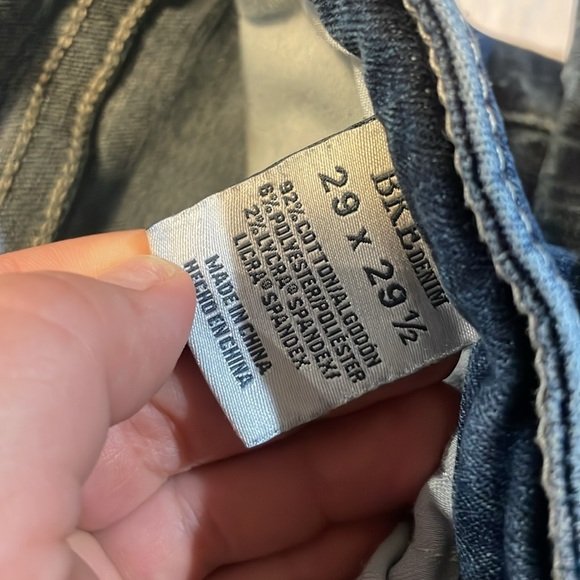 BKE DENIM
29 x 29 ½
92% COTTON/ALGODÓN
6% POLYESTER/POLIESTER
2% LYCRA® SPANDEX/
LICRA® SPANDEX
MADE IN CHINA
HECHO EN CHINA